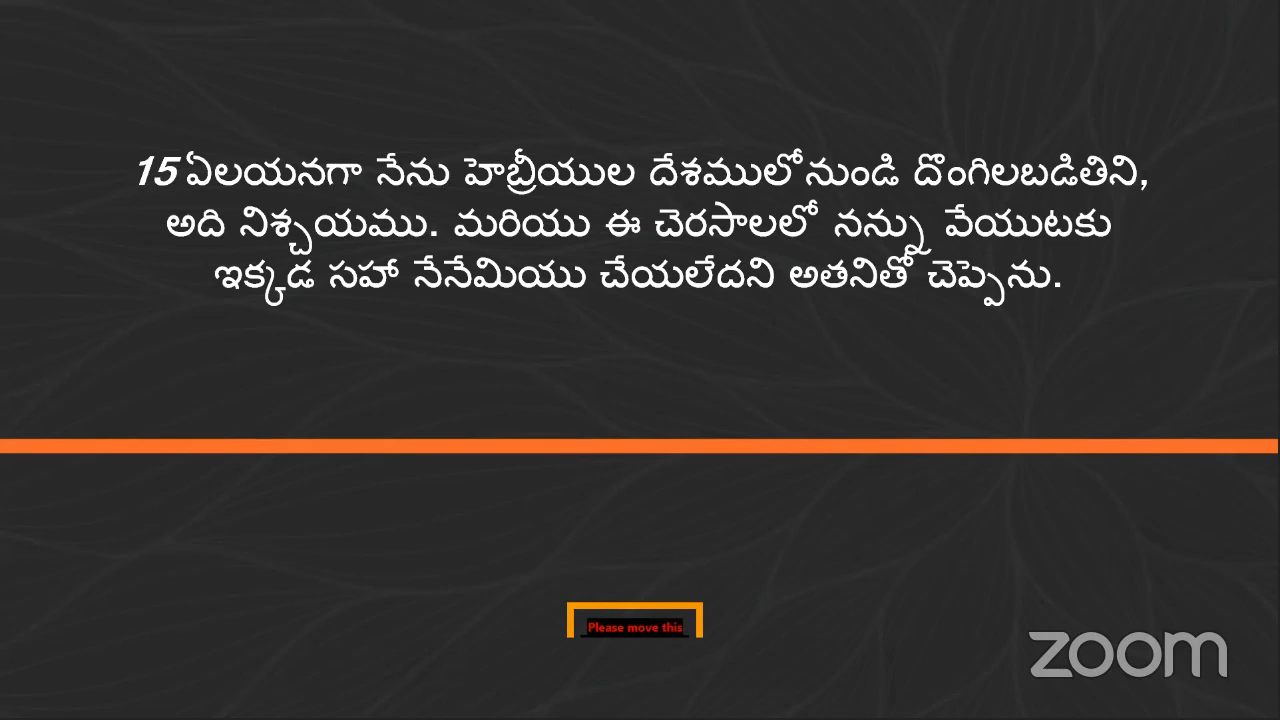 15 ఏలయనగా నేను హెబ్రీయుల దేశములోనుండి దొంగిలబడితిని,
అది నిశ్చయము. మరియు ఈ చెరసాలలో నన్ను వేయుటకు
ఇక్కడ సహా నేనేమియు చేయలేదని అతనితో చెప్పెను.
Please move this
zoom